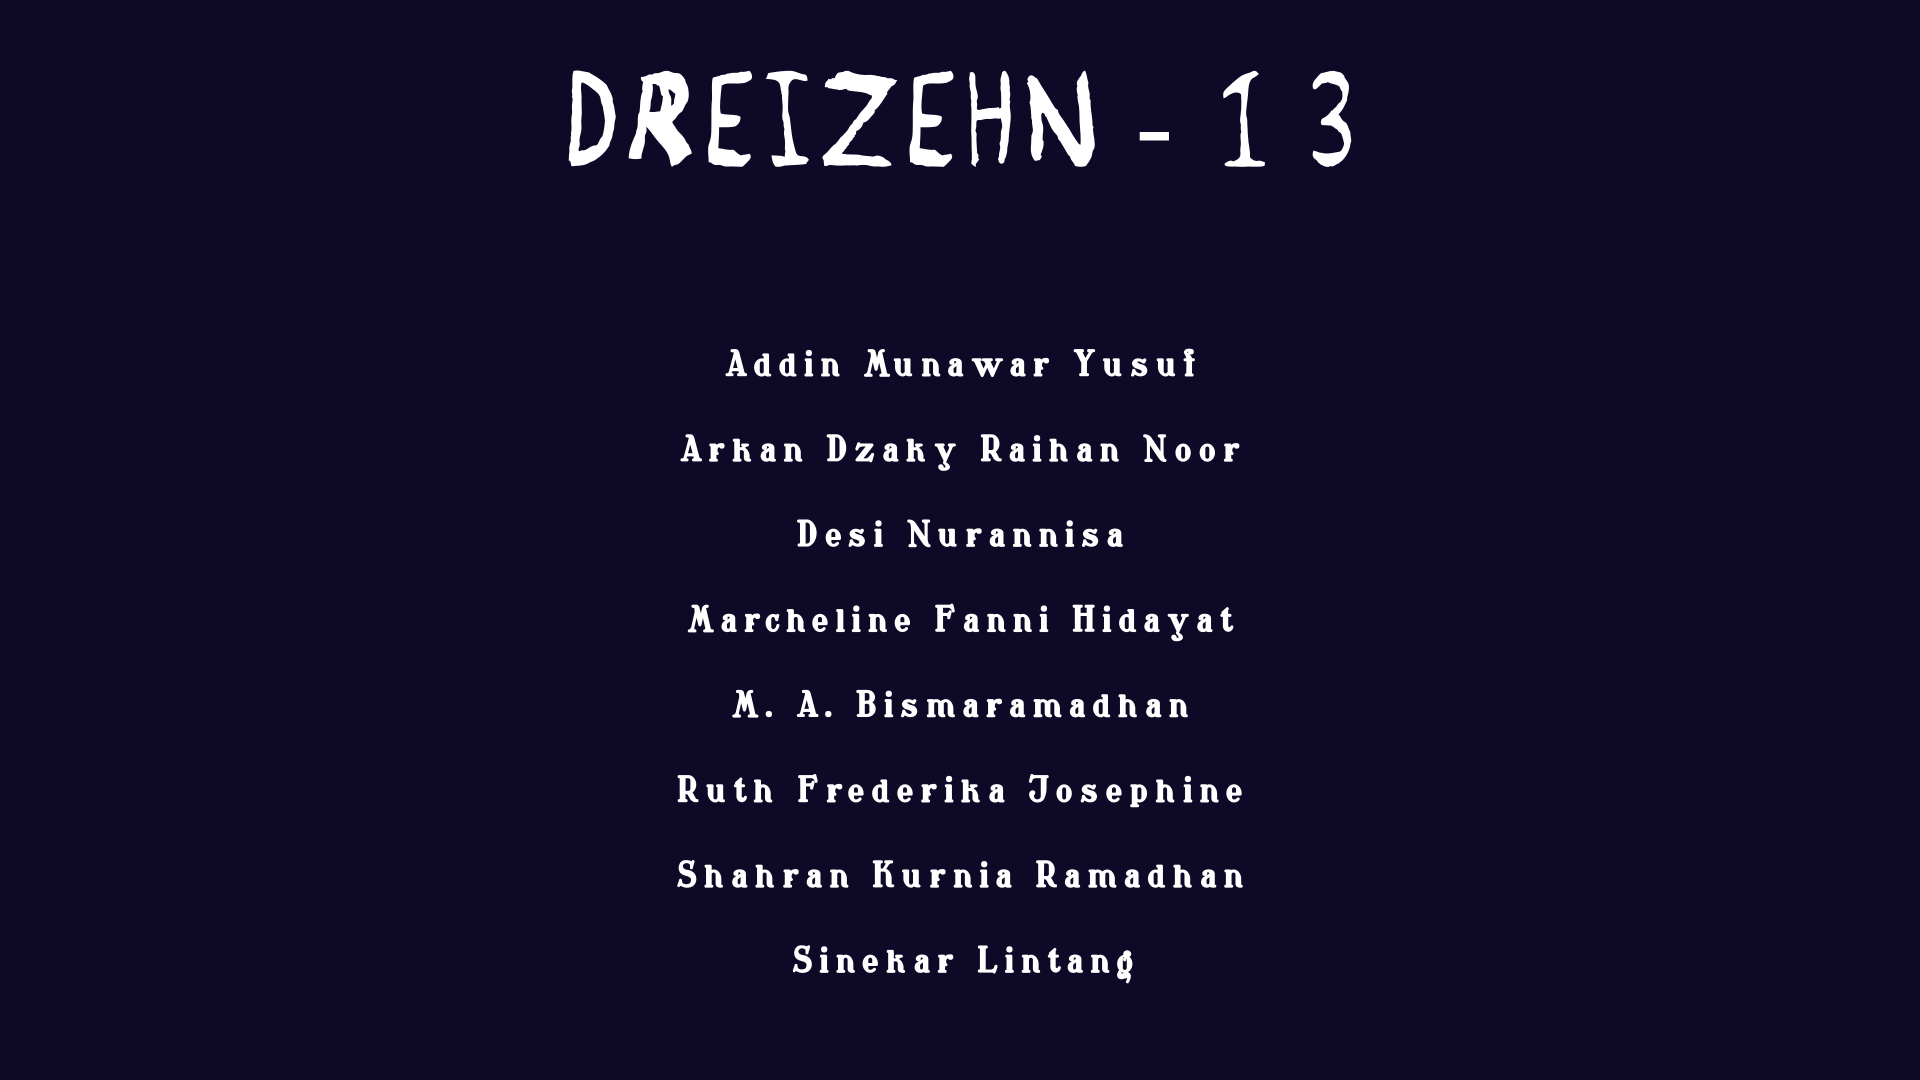 DREIZEHN - 13
Addin Munawar Yusuf
Arkan Dzaky Raihan Noor
Desi Nurannisa
Marcheline Fanni Hidayat
M. A. Bismaramadhan
Ruth Frederika Josephine
Shahran Kurnia Ramadhan
Sinekar Lintang